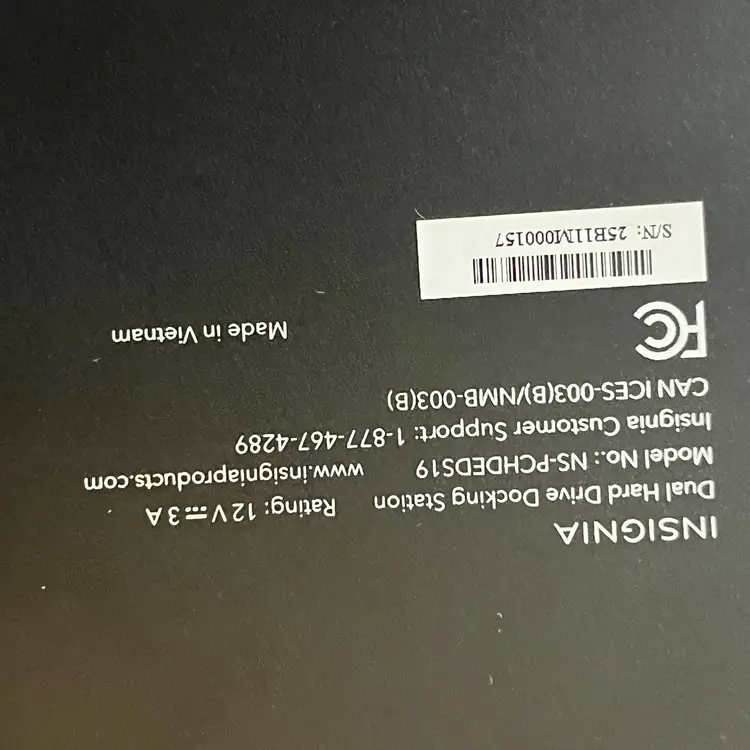 INSIGNIA
Dual Hard Drive Docking Station Rating: 12 V⎓3 A
Model No.: NS-PCHDEDS19 www.insigniaproducts.com
Insignia Customer Support: 1-877-467-4289
CAN ICES-003(B)/NMB-003(B)
FC Made in Vietnam
S/N: 25B11M000157